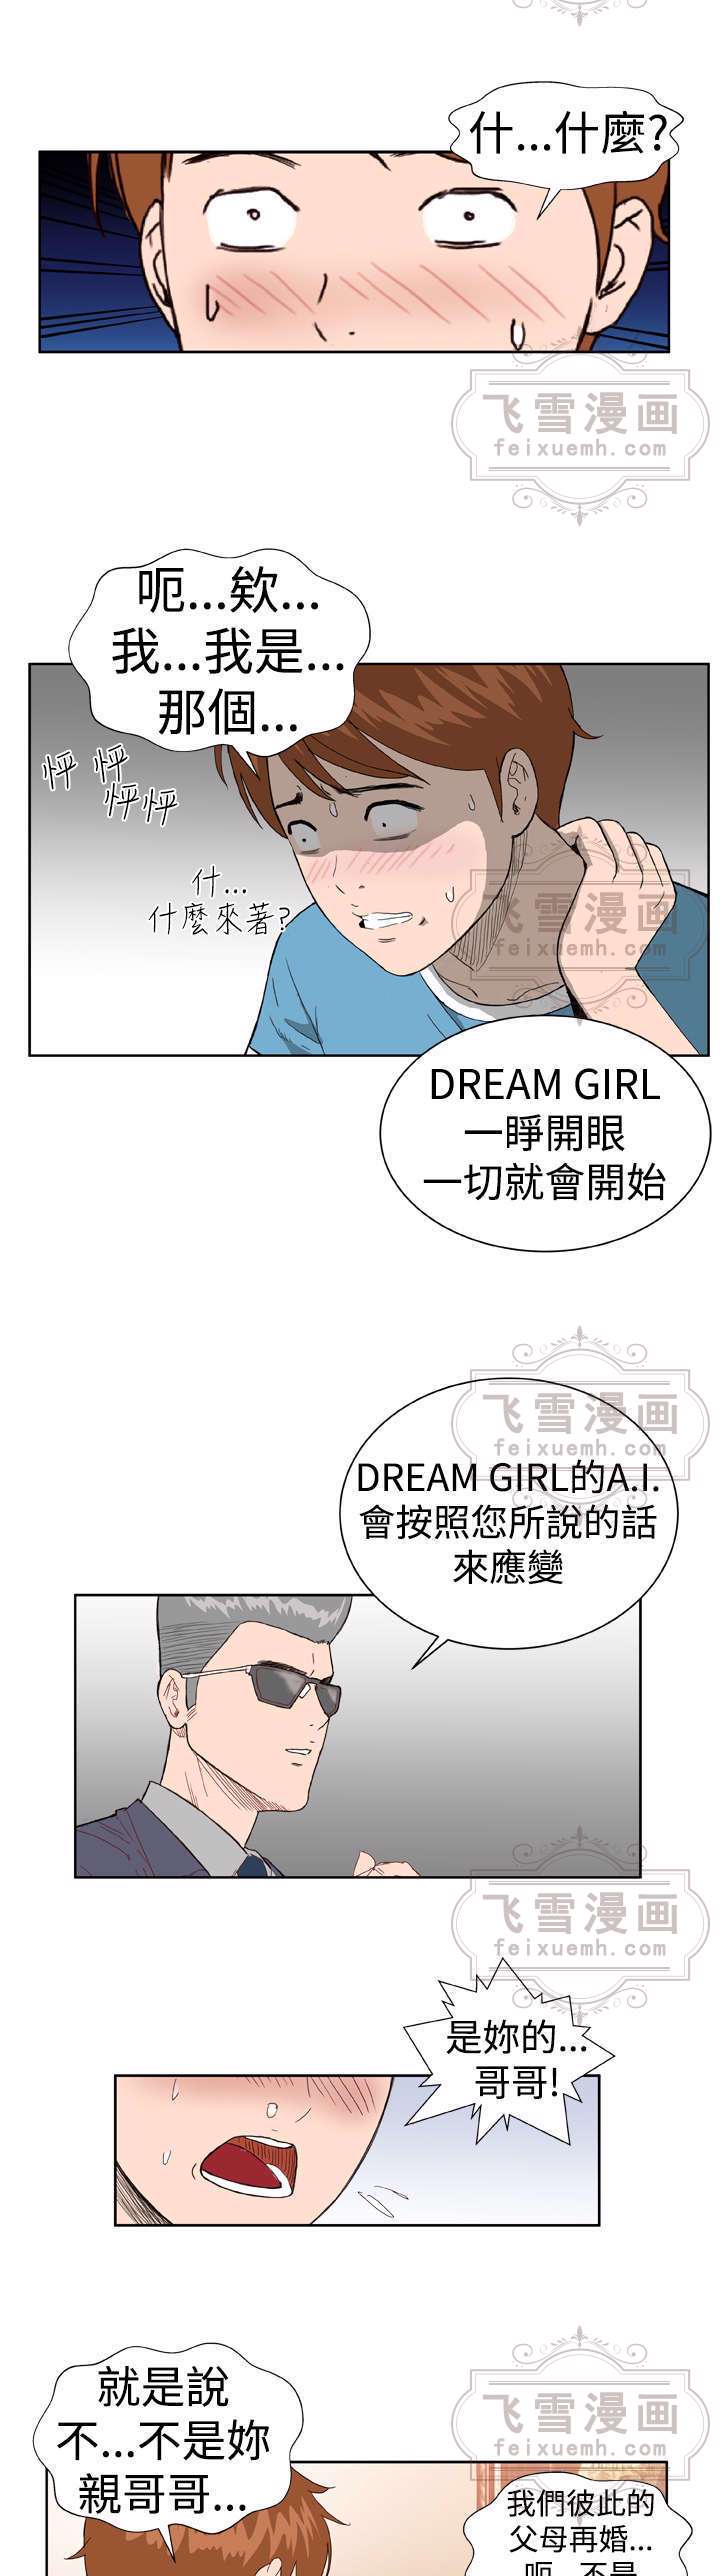 什...什麼?
飞雪漫画
feixuemh.com
呃...欸...
我...我是...
那個...
怦 怦
怦怦
什...
什麼來著?
飞雪漫画
feixuemh.com
DREAM GIRL
一睜開眼
一切就會開始
飞雪漫画
feixuemh.com
DREAM GIRL的A.I.
會按照您所說的話
來應變
飞雪漫画
feixuemh.com
是妳的...
哥哥!
飞雪漫画
feixuemh.com
就是說
不...不是妳
親哥哥...
我們彼此的
父母再婚...
呃...不是